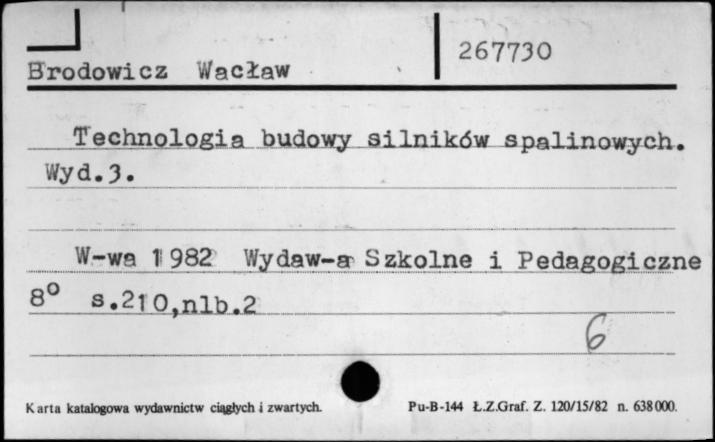 267730
Brodowicz Wacław
Technologia budowy silników spalinowych.
Wyd.3.
W-wa 1982 Wydaw-a Szkolne i Pedagogiczne
8° s.210,nlb.2
6
Karta katalogowa wydawnictw ciągłych i zwartych. Pu-B-144 Ł.Z.Graf. Z. 120/15/82 n. 638000.